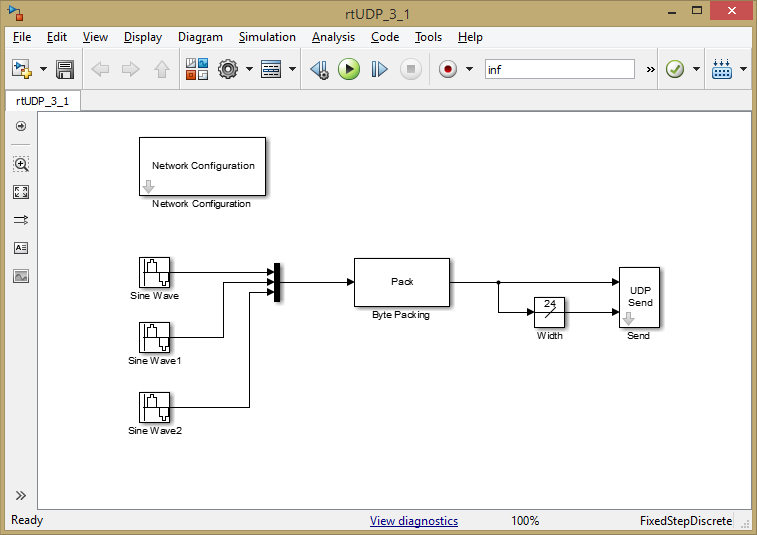 rtUDP_3_1
File Edit View Display Diagram Simulation Analysis Code Tools Help
inf
»
rtUDP_3_1
Network Configuration
Network Configuration
Sine Wave
Sine Wave1
Sine Wave2
Pack
Byte Packing
24
Width
UDP
Send
Send
Ready View diagnostics 100% FixedStepDiscrete